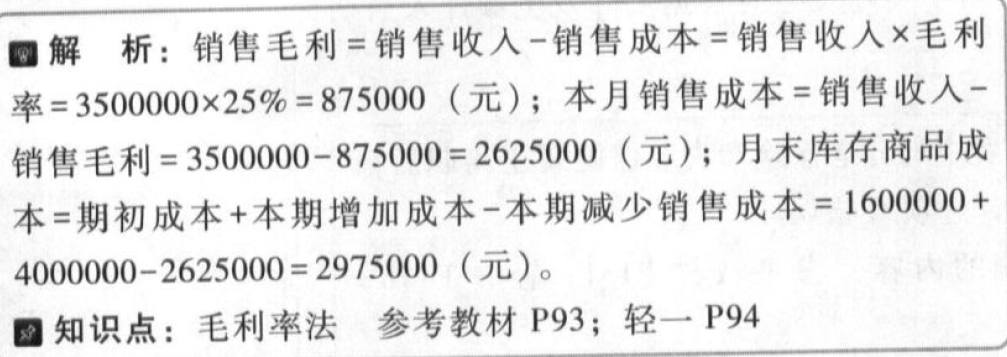 解 析：销售毛利=销售收入-销售成本=销售收入×毛利
率=3500000×25%=875000（元）；本月销售成本=销售收入-
销售毛利=3500000-875000=2625000（元）；月末库存商品成
本=期初成本+本期增加成本-本期减少销售成本=1600000+
4000000-2625000=2975000（元）。
知识点：毛利率法 参考教材 P93；轻一 P94